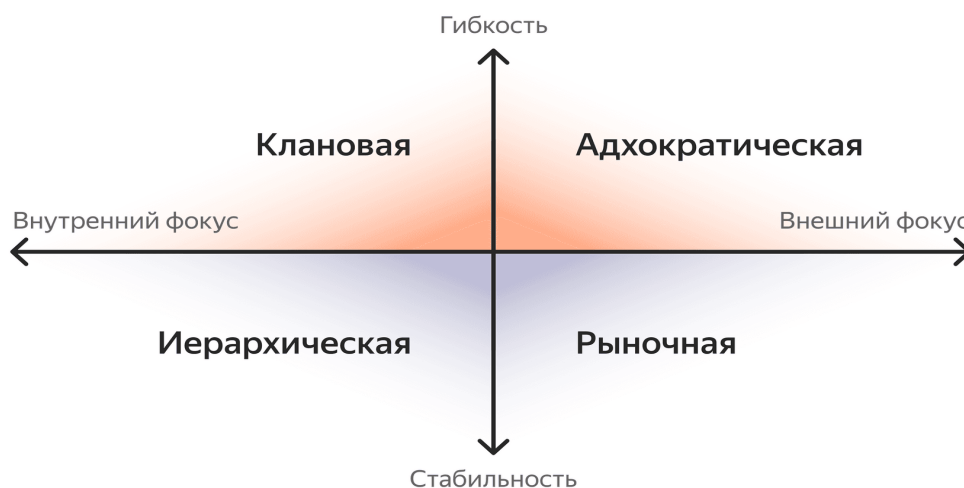 Гибкость
Клановая
Адхократическая
Внутренний фокус
Внешний фокус
Иерархическая
Рыночная
Стабильность